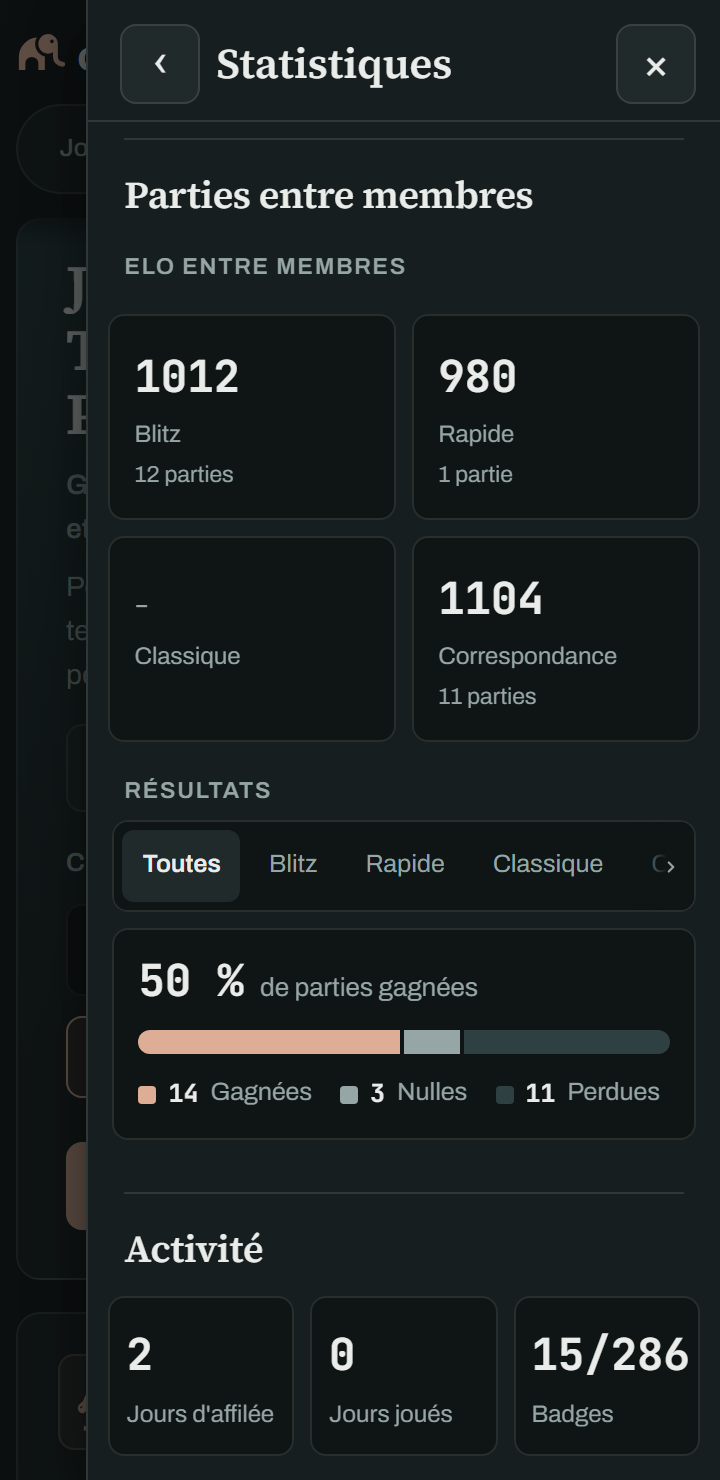 ‹ Statistiques ×
Parties entre membres
ELO ENTRE MEMBRES
1012
Blitz
12 parties
980
Rapide
1 partie
–
Classique
1104
Correspondance
11 parties
RÉSULTATS
Toutes Blitz Rapide Classique ›
50 % de parties gagnées
14 Gagnées 3 Nulles 11 Perdues
Activité
2
Jours d'affilée
0
Jours joués
15/286
Badges